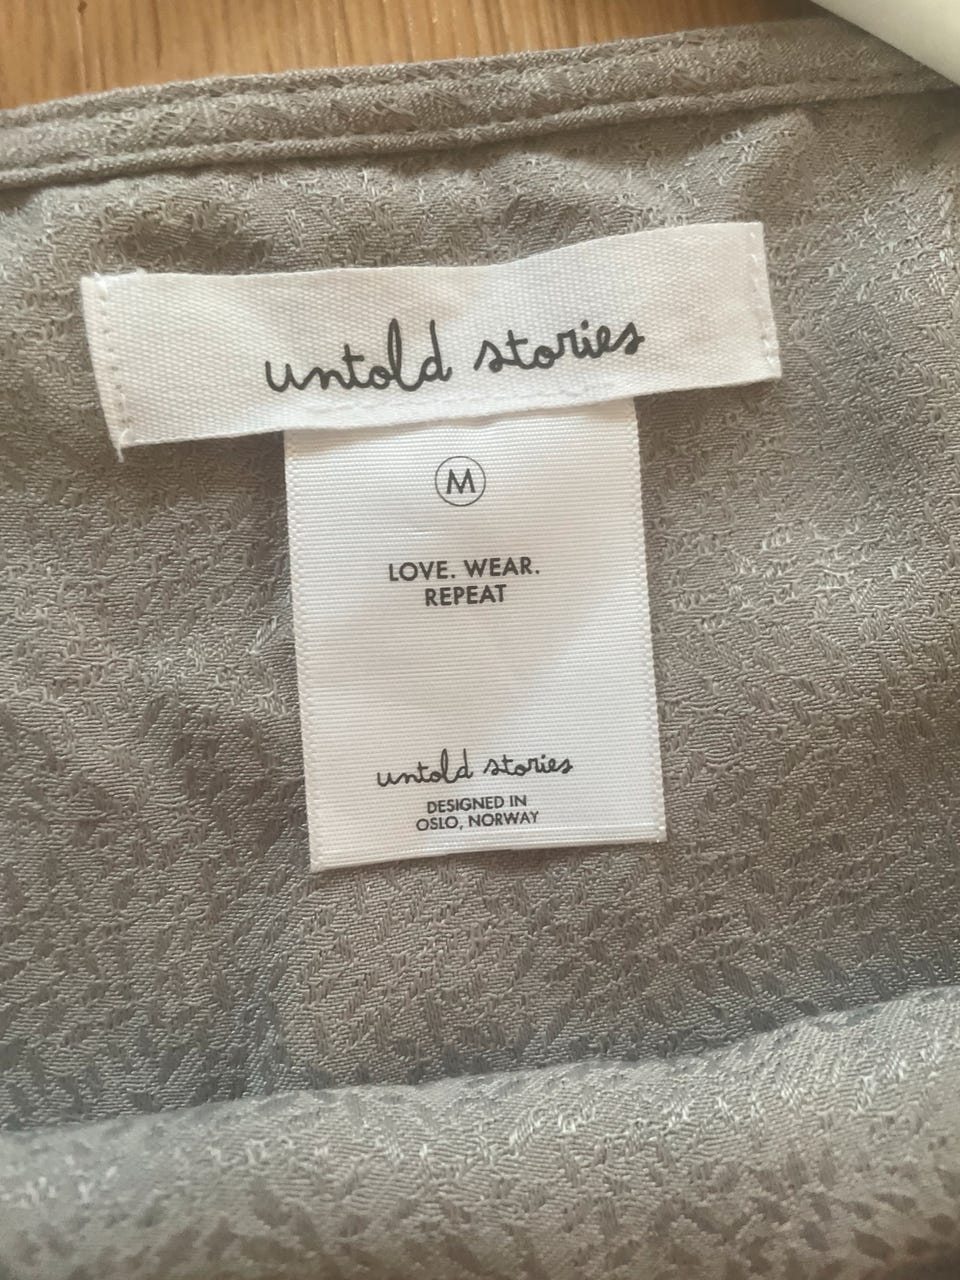 untold stories
M
LOVE. WEAR.
REPEAT
untold stories
DESIGNED IN
OSLO, NORWAY